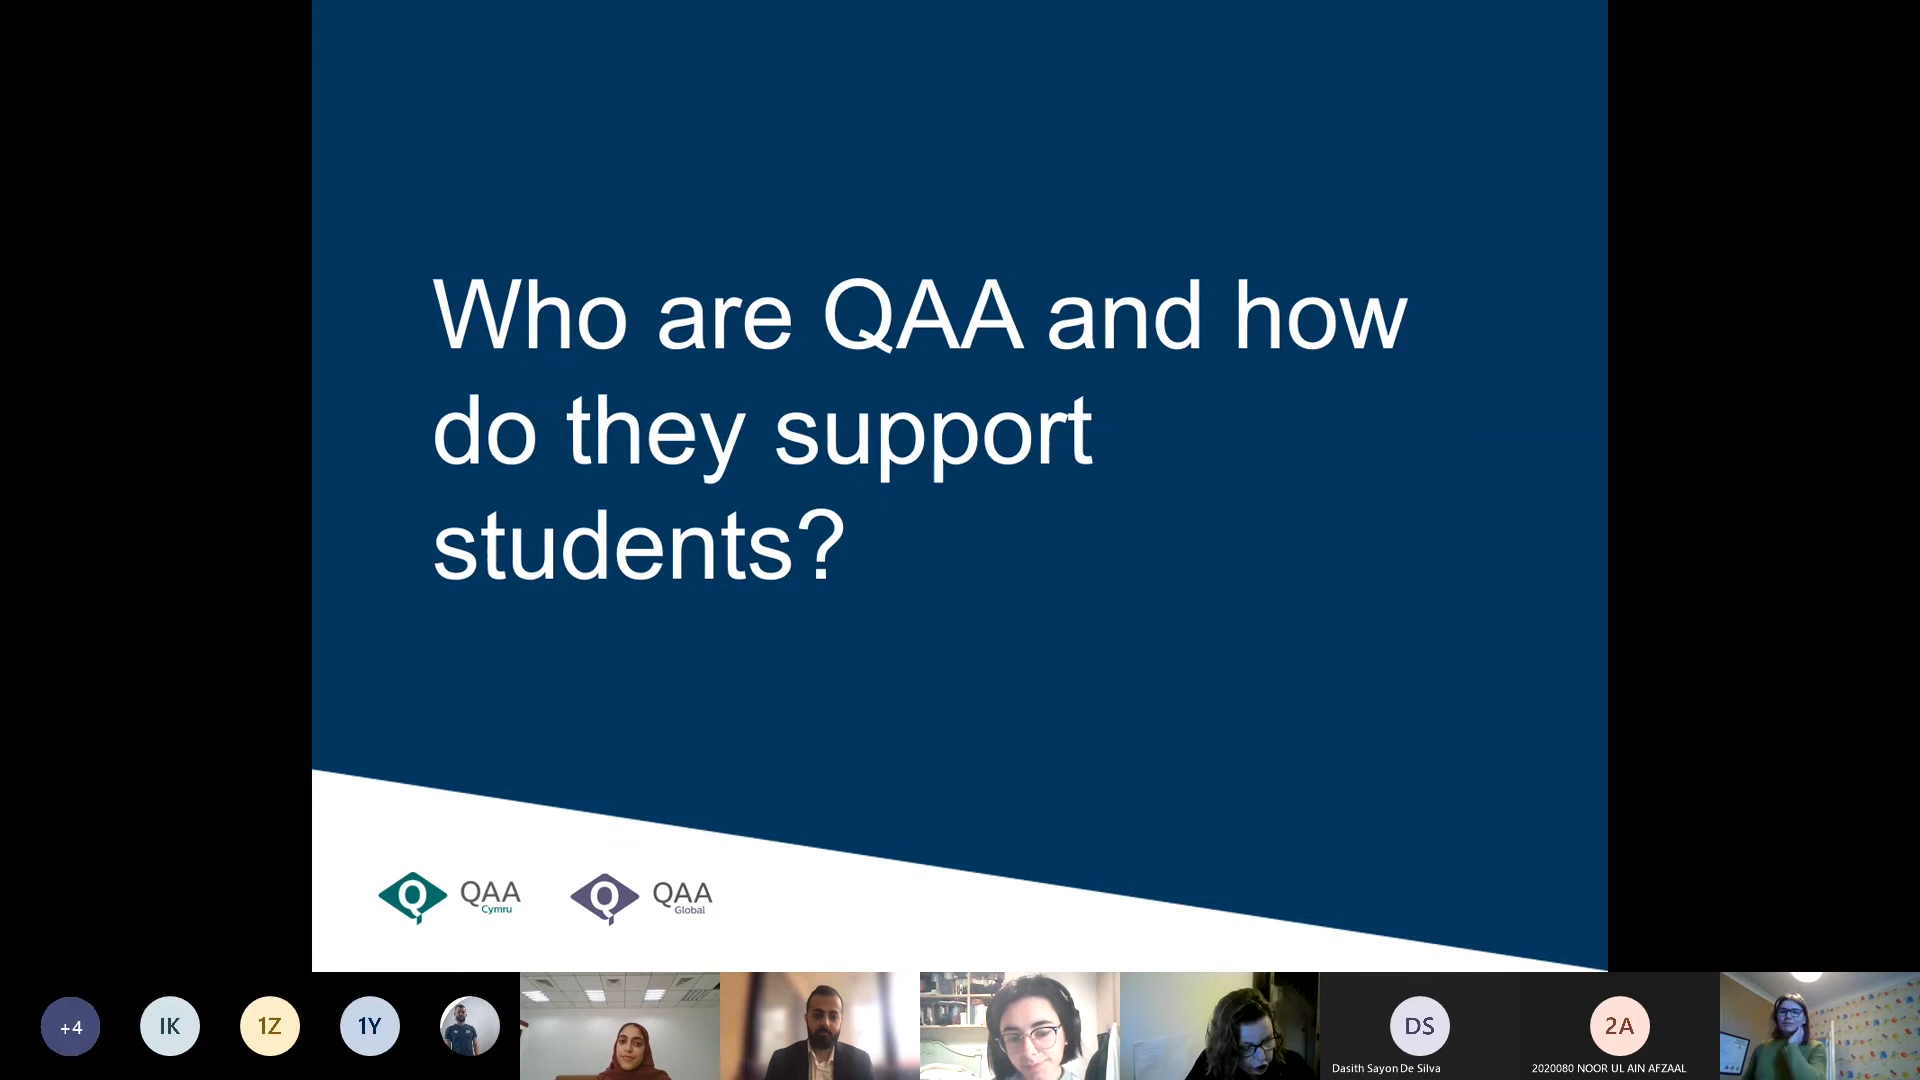 Who are QAA and how
do they support
students?
Q QAA
Cymru
Q QAA
Global
+4
IK
1Z
1Y
DS
Dasith Sayon De Silva
2A
2020080 NOOR UL AIN AFZAAL